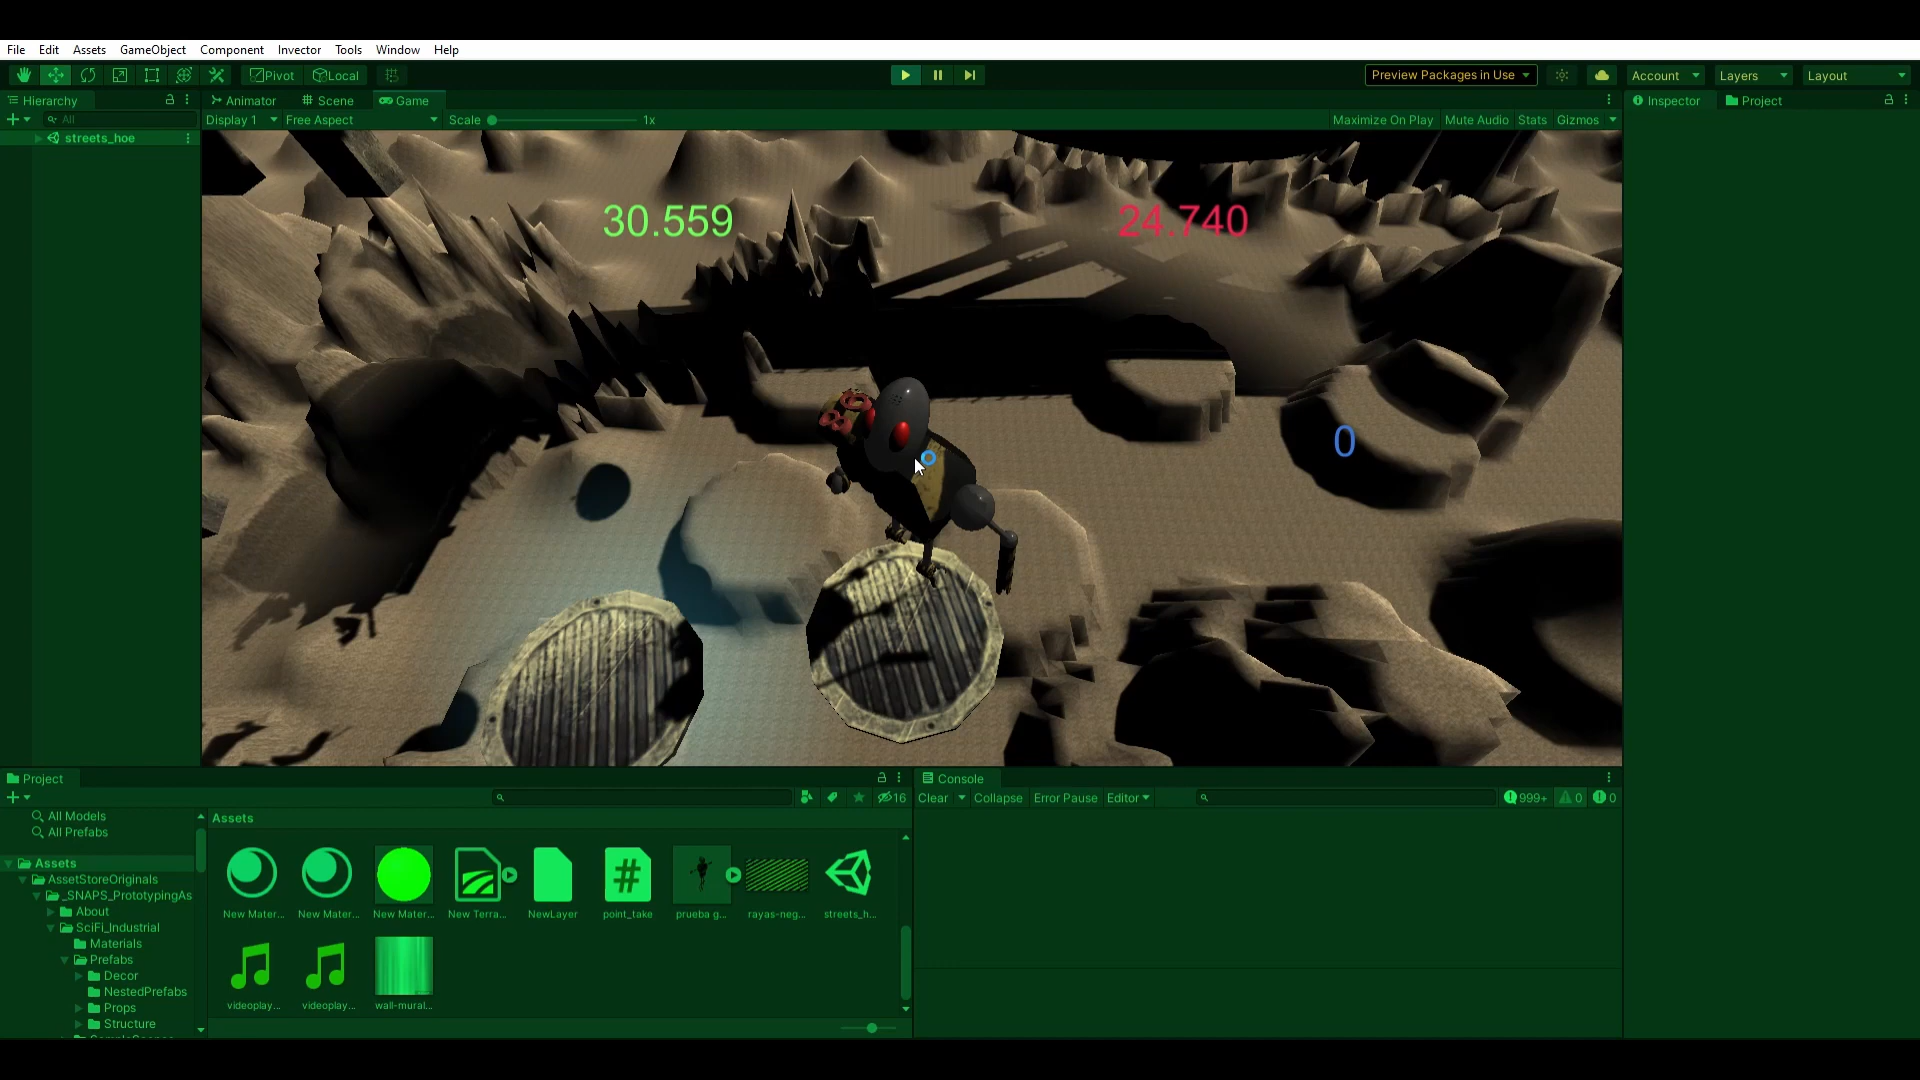 File Edit Assets GameObject Component Invector Tools Window Help
Pivot Local Preview Packages in Use Account Layers Layout
Hierarchy Animator Scene Game Inspector Project
All Display 1 Free Aspect Scale 1x Maximize On Play Mute Audio Stats Gizmos
streets_hoe
30.559 24.740
0
Project Console
16 Clear Collapse Error Pause Editor 999+ 0 0
All Models
All Prefabs
Assets
Assets
AssetStoreOriginals
_SNAPS_PrototypingAs
About
SciFi_Industrial
Materials
Prefabs
Decor
NestedPrefabs
Props
Structure
New Mater... New Mater... New Mater... New Terra... NewLayer point_take prueba g... rayas-neg... streets_h...
videoplay... videoplay... wall-mural...